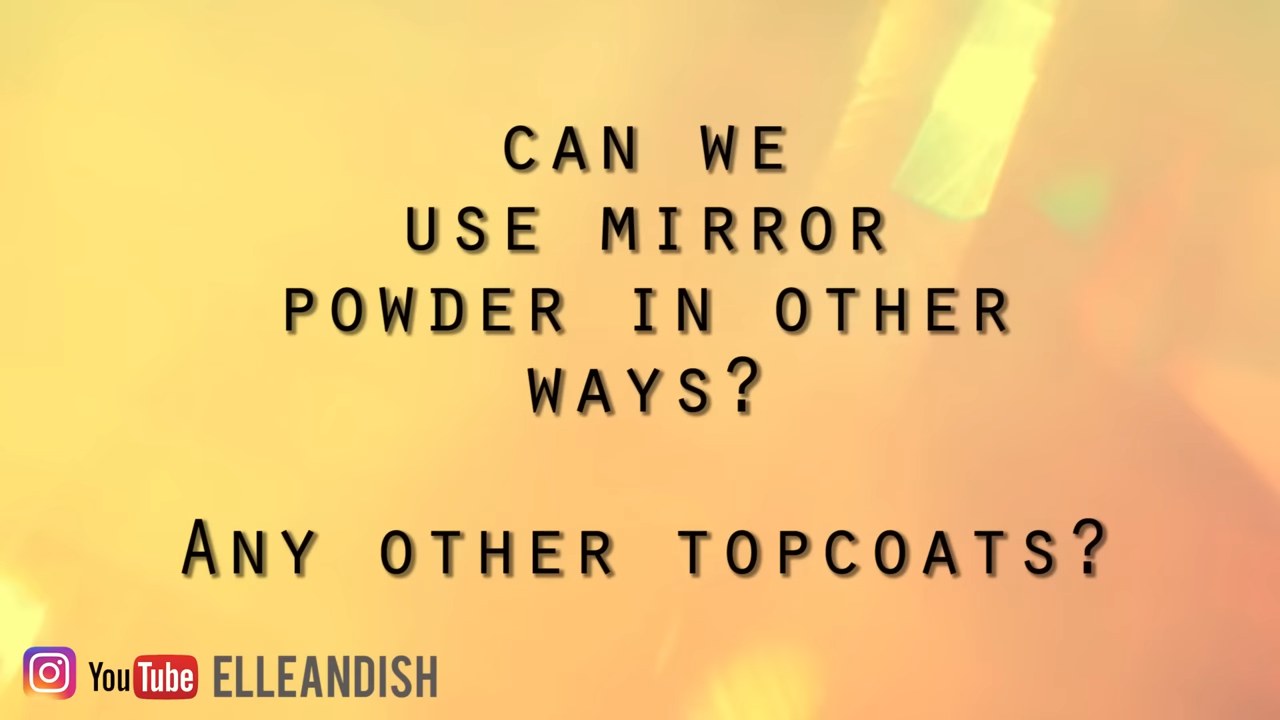 CAN WE
USE MIRROR
POWDER IN OTHER
WAYS?
ANY OTHER TOPCOATS?
YouTube ELLEANDISH